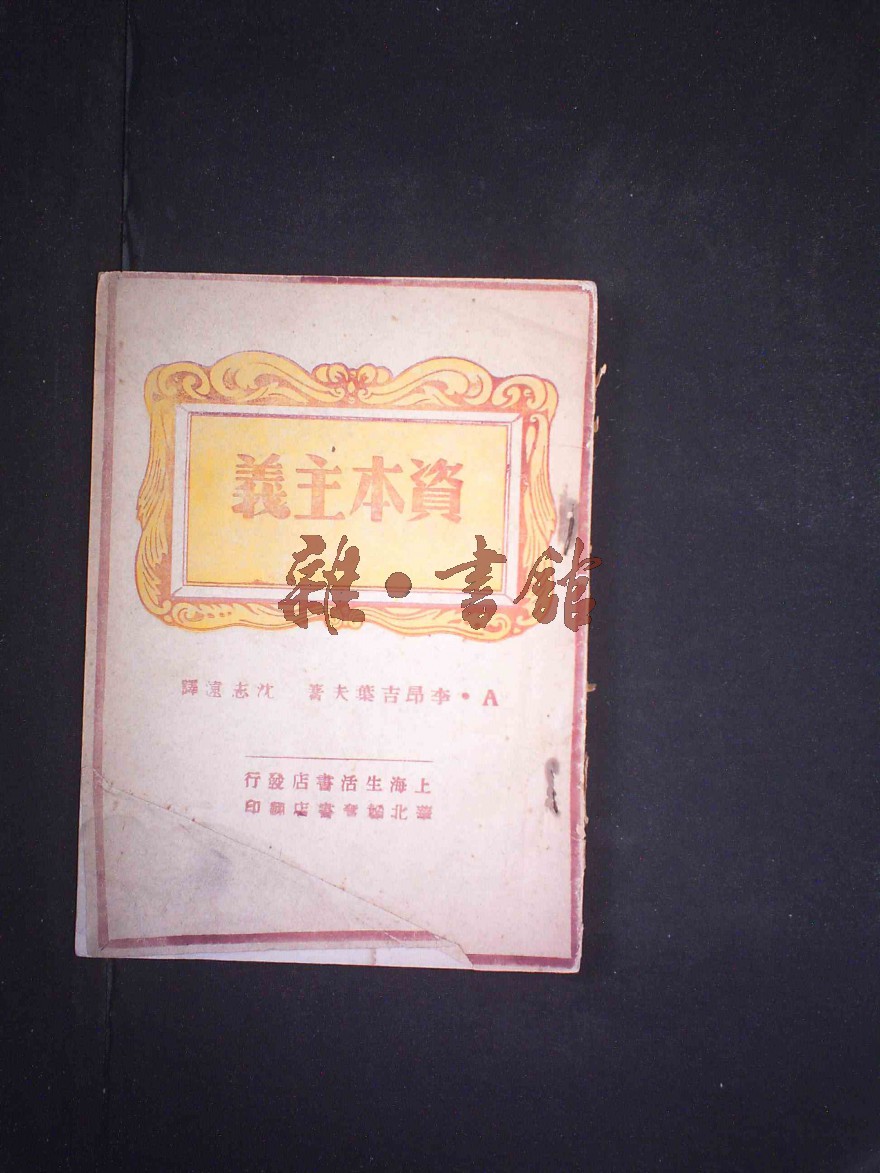 資本主義
雜·書館
A·李昂吉葉夫著 沈志遠譯
上海生活書店發行
華北韜奮書店翻印